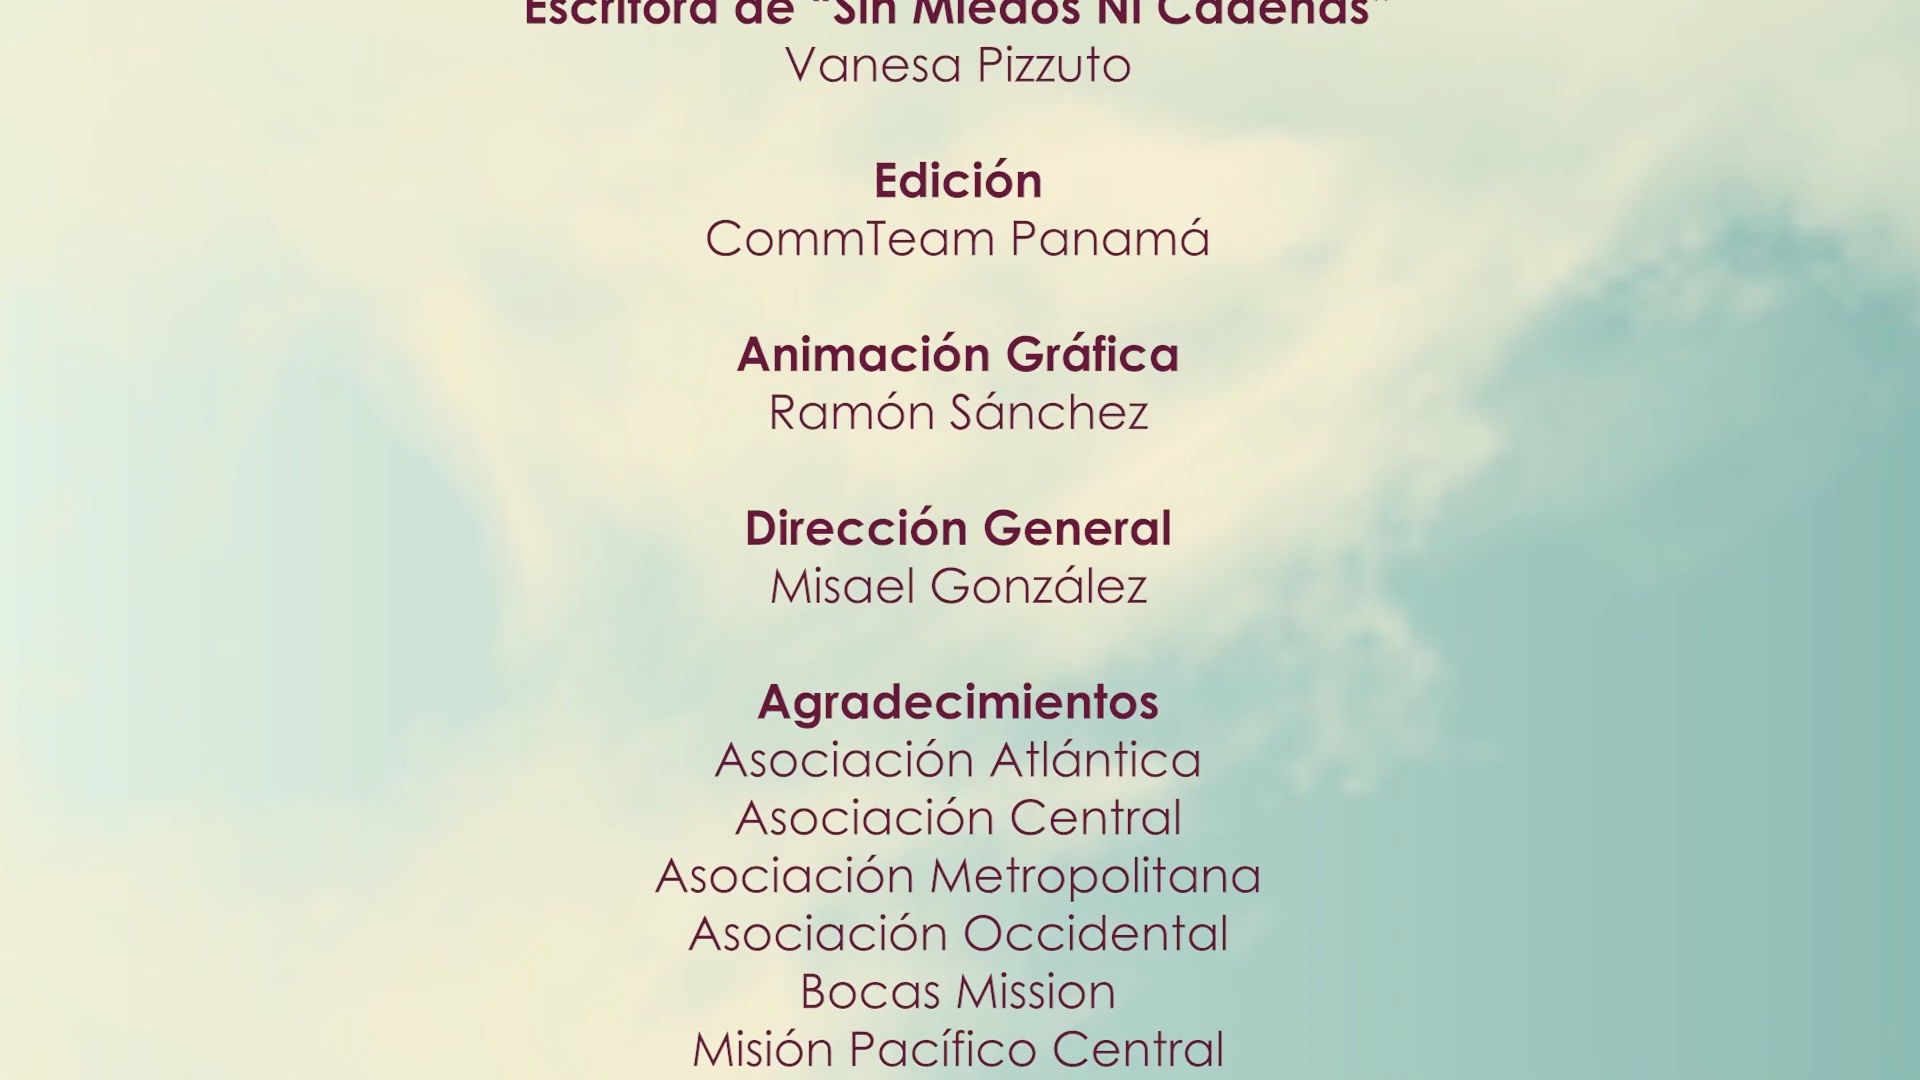 Escritora de "Sin Miedos Ni Cadenas"
Vanesa Pizzuto
Edición
CommTeam Panamá
Animación Gráfica
Ramón Sánchez
Dirección General
Misael González
Agradecimientos
Asociación Atlántica
Asociación Central
Asociación Metropolitana
Asociación Occidental
Bocas Mission
Misión Pacífico Central